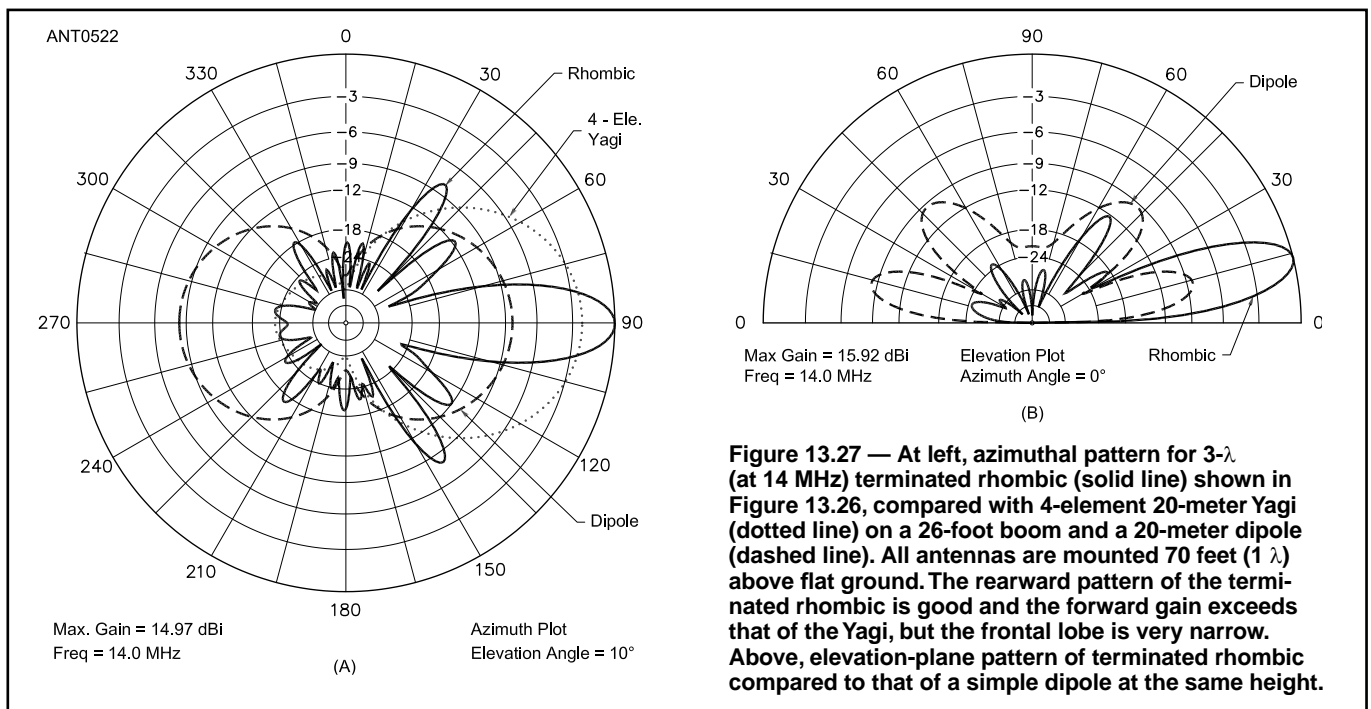 ANT0522
0
30
60
90
120
150
180
210
240
270
300
330
-3
-6
-9
-12
-18
-24
Rhombic
4 - Ele.
Yagi
Dipole
Max. Gain = 14.97 dBi
Freq = 14.0 MHz
Azimuth Plot
Elevation Angle = 10°
(A)
90
60
60
30
30
0
0
-3
-6
-9
-12
-18
-24
Dipole
Rhombic
Max Gain = 15.92 dBi
Freq = 14.0 MHz
Elevation Plot
Azimuth Angle = 0°
(B)
Figure 13.27 — At left, azimuthal pattern for 3-λ
(at 14 MHz) terminated rhombic (solid line) shown in
Figure 13.26, compared with 4-element 20-meter Yagi
(dotted line) on a 26-foot boom and a 20-meter dipole
(dashed line). All antennas are mounted 70 feet (1 λ)
above flat ground. The rearward pattern of the termi-
nated rhombic is good and the forward gain exceeds
that of the Yagi, but the frontal lobe is very narrow.
Above, elevation-plane pattern of terminated rhombic
compared to that of a simple dipole at the same height.